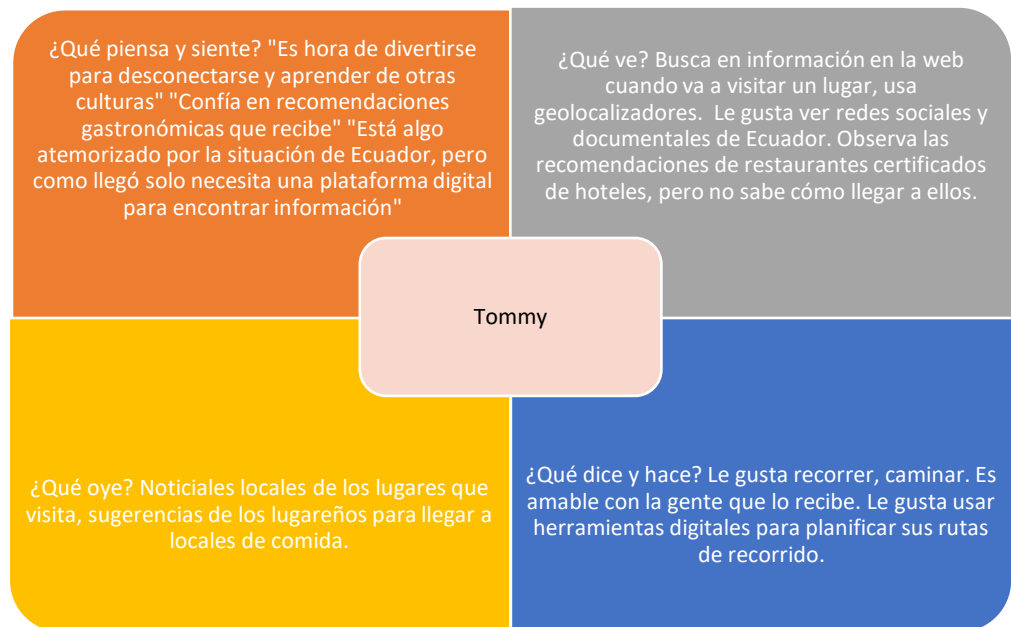 ¿Qué piensa y siente? "Es hora de divertirse
para desconectarse y aprender de otras
culturas" "Confía en recomendaciones
gastronómicas que recibe" "Está algo
atemorizado por la situación de Ecuador, pero
como llegó solo necesita una plataforma digital
para encontrar información"
¿Qué ve? Busca en información en la web
cuando va a visitar un lugar, usa
geolocalizadores.  Le gusta ver redes sociales y
documentales de Ecuador. Observa las
recomendaciones de restaurantes certificados
de hoteles, pero no sabe cómo llegar a ellos.
Tommy
¿Qué oye? Noticiales locales de los lugares que
visita, sugerencias de los lugareños para llegar a
locales de comida.
¿Qué dice y hace? Le gusta recorrer, caminar. Es
amable con la gente que lo recibe. Le gusta usar
herramientas digitales para planificar sus rutas
de recorrido.